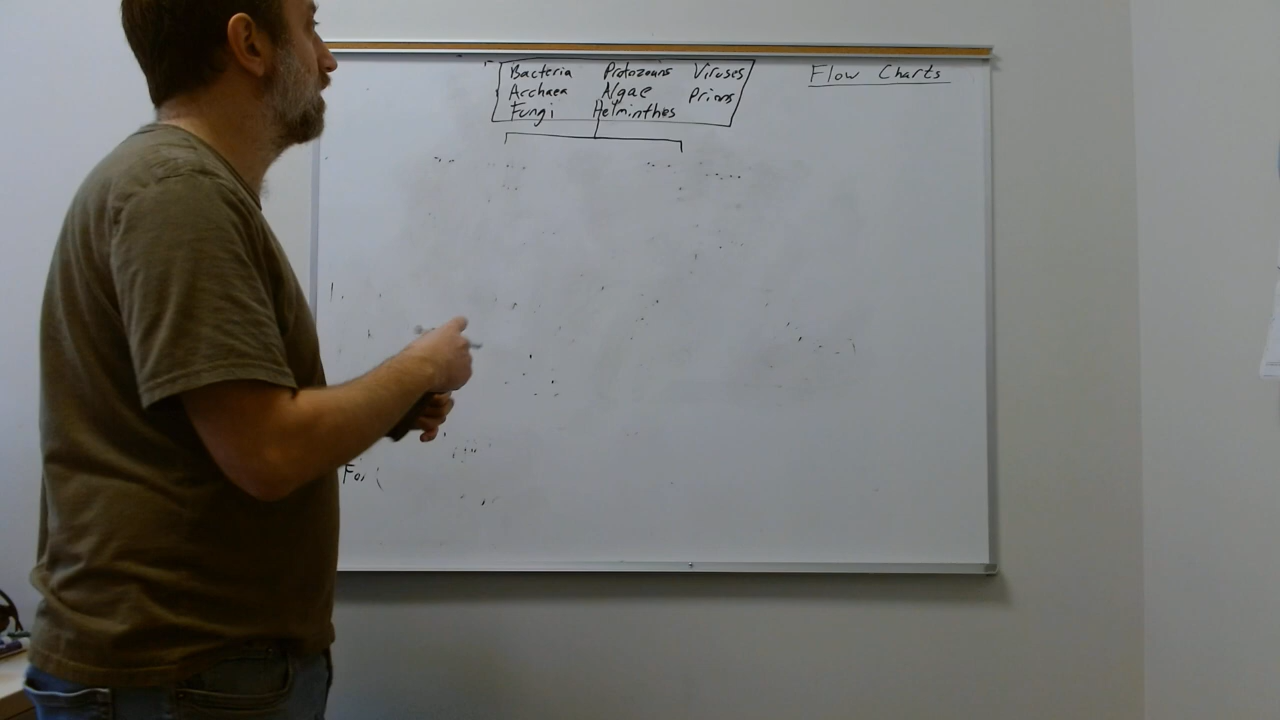 Bacteria Protozoans Viruses
Archaea Algae Prions
Fungi Helminthes
Flow Charts